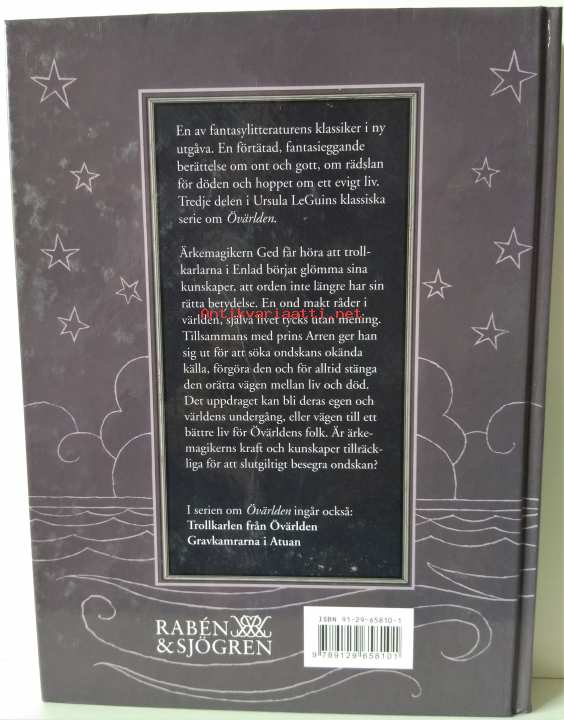 En av fantasylitteraturens klassiker i ny
utgåva. En förtätad, fantasieggande
berättelse om ont och gott, om rädslan
för döden och hoppet om ett evigt liv.
Tredje delen i Ursula LeGuins klassiska
serie om Övärlden.
Ärkemagikern Ged får höra att troll-
karlarna i Enlad börjat glömma sina
kunskaper, att orden inte längre har sin
rätta betydelse. En ond makt råder i
Antikvariaatti.net
världen, själva livet tycks utan mening.
Tillsammans med prins Arren ger han
sig ut för att söka ondskans okända
källa, förgöra den och för alltid stänga
den orätta vägen mellan liv och död.
Det uppdraget kan bli deras egen och
världens undergång, eller vägen till ett
bättre liv för Övärldens folk. Är ärke-
magikerns kraft och kunskaper tillräck-
liga för att slutgiltigt besegra ondskan?
I serien om Övärlden ingår också:
Trollkarlen från Övärlden
Gravkamrarna i Atuan
RABÉN
& SJÖGREN
ISBN 91-29-65810-1
9 789129 658101